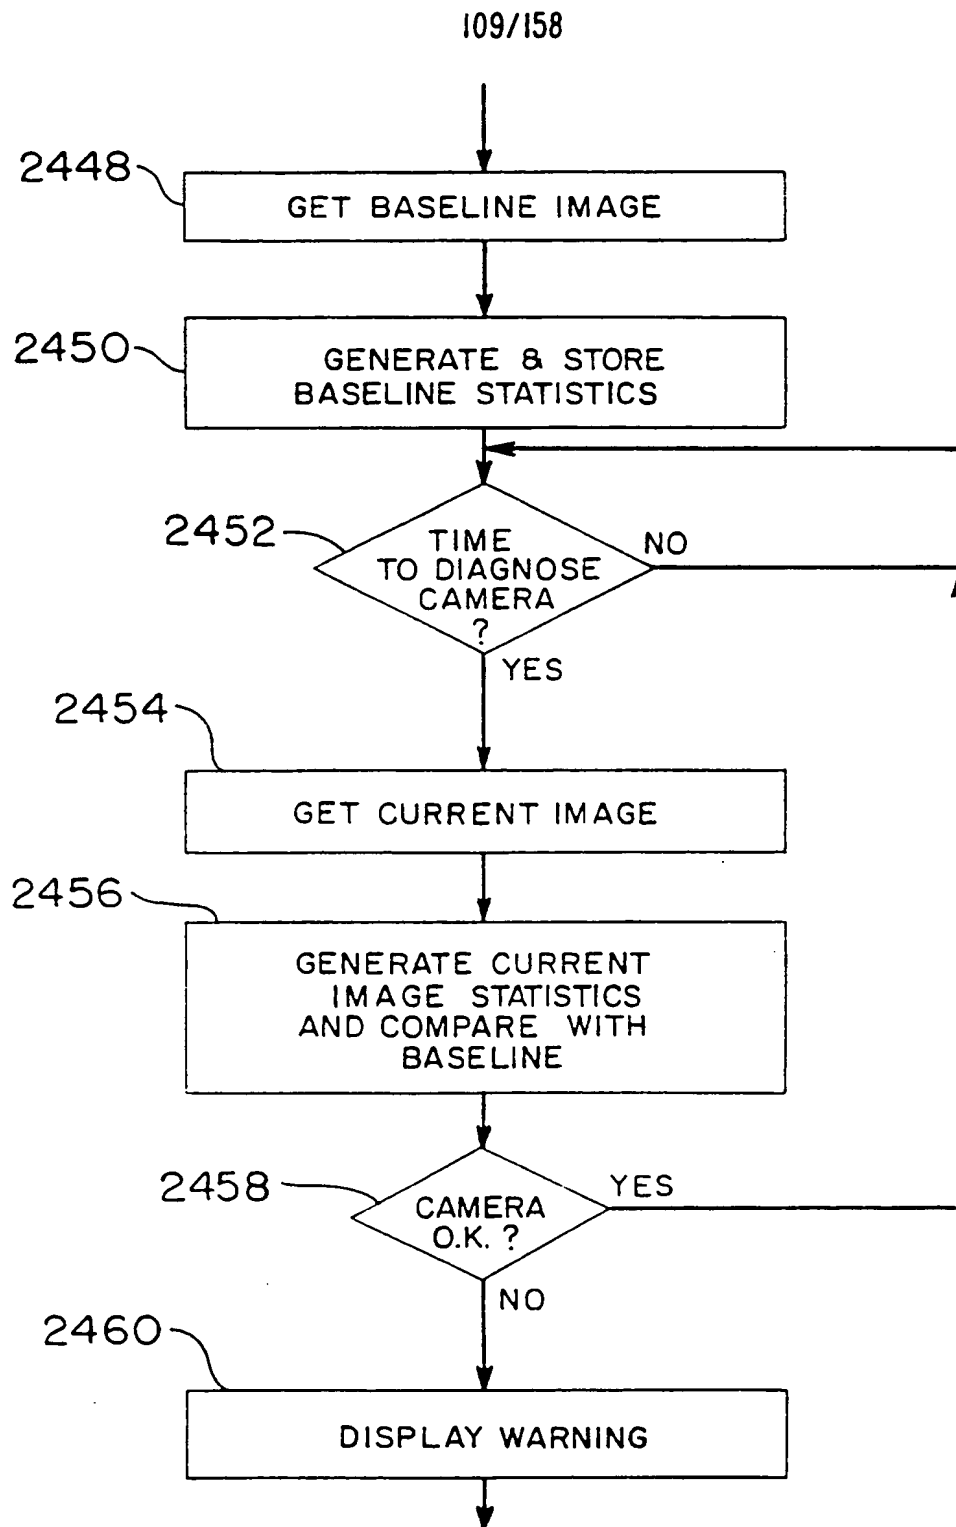 109/158
2448
GET BASELINE IMAGE
2450
GENERATE & STORE
BASELINE STATISTICS
2452
TIME
TO DIAGNOSE
CAMERA
?
NO
YES
2454
GET CURRENT IMAGE
2456
GENERATE CURRENT
IMAGE STATISTICS
AND COMPARE WITH
BASELINE
2458
CAMERA
O.K. ?
YES
NO
2460
DISPLAY WARNING